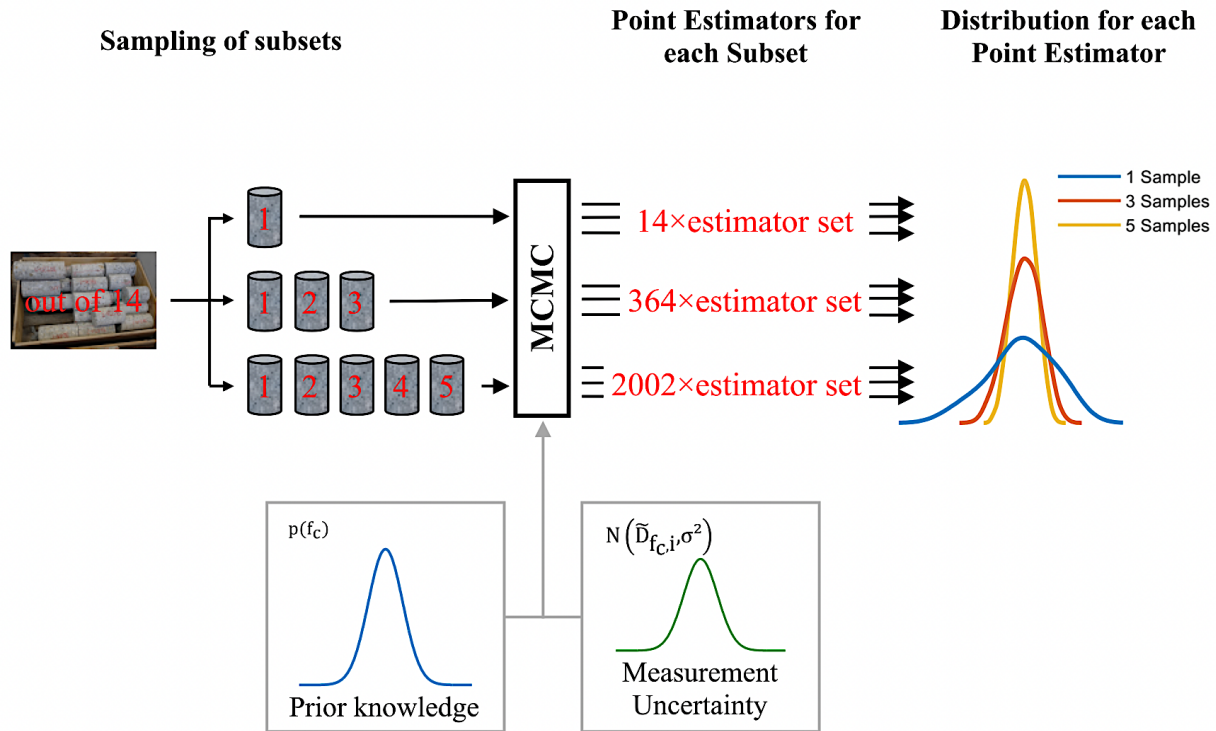 Sampling of subsets
Point Estimators for
each Subset
Distribution for each
Point Estimator
out of 14
1
1 2 3
1 2 3 4 5
MCMC
14×estimator set
364×estimator set
2002×estimator set
1 Sample
3 Samples
5 Samples
p(f_C)
Prior knowledge
N(D̃_{f_{C,i}},σ²)
Measurement
Uncertainty